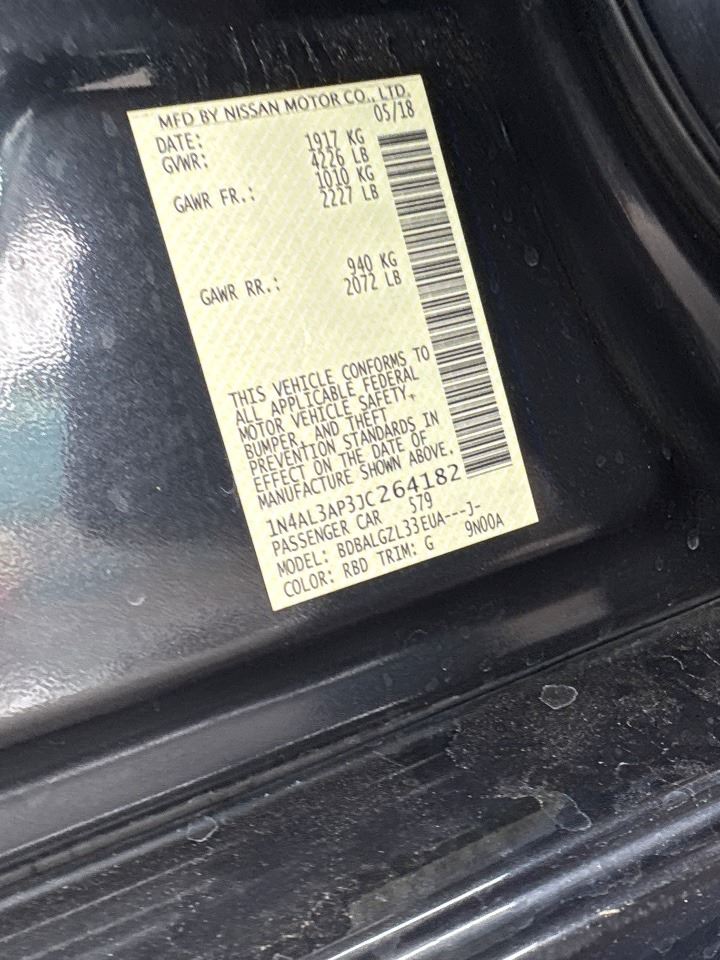 MFD BY NISSAN MOTOR CO., LTD.
DATE: 05/18
GVWR: 1917 KG
4226 LB
GAWR FR.: 1010 KG
2227 LB
GAWR RR.: 940 KG
2072 LB
THIS VEHICLE CONFORMS TO
ALL APPLICABLE FEDERAL
MOTOR VEHICLE SAFETY,
BUMPER, AND THEFT
PREVENTION STANDARDS IN
EFFECT ON THE DATE OF
MANUFACTURE SHOWN ABOVE.
1N4AL3AP3JC264182
PASSENGER CAR 579
MODEL: BDBALGZL33EUA---J-
COLOR: RBD TRIM: G 9N00A